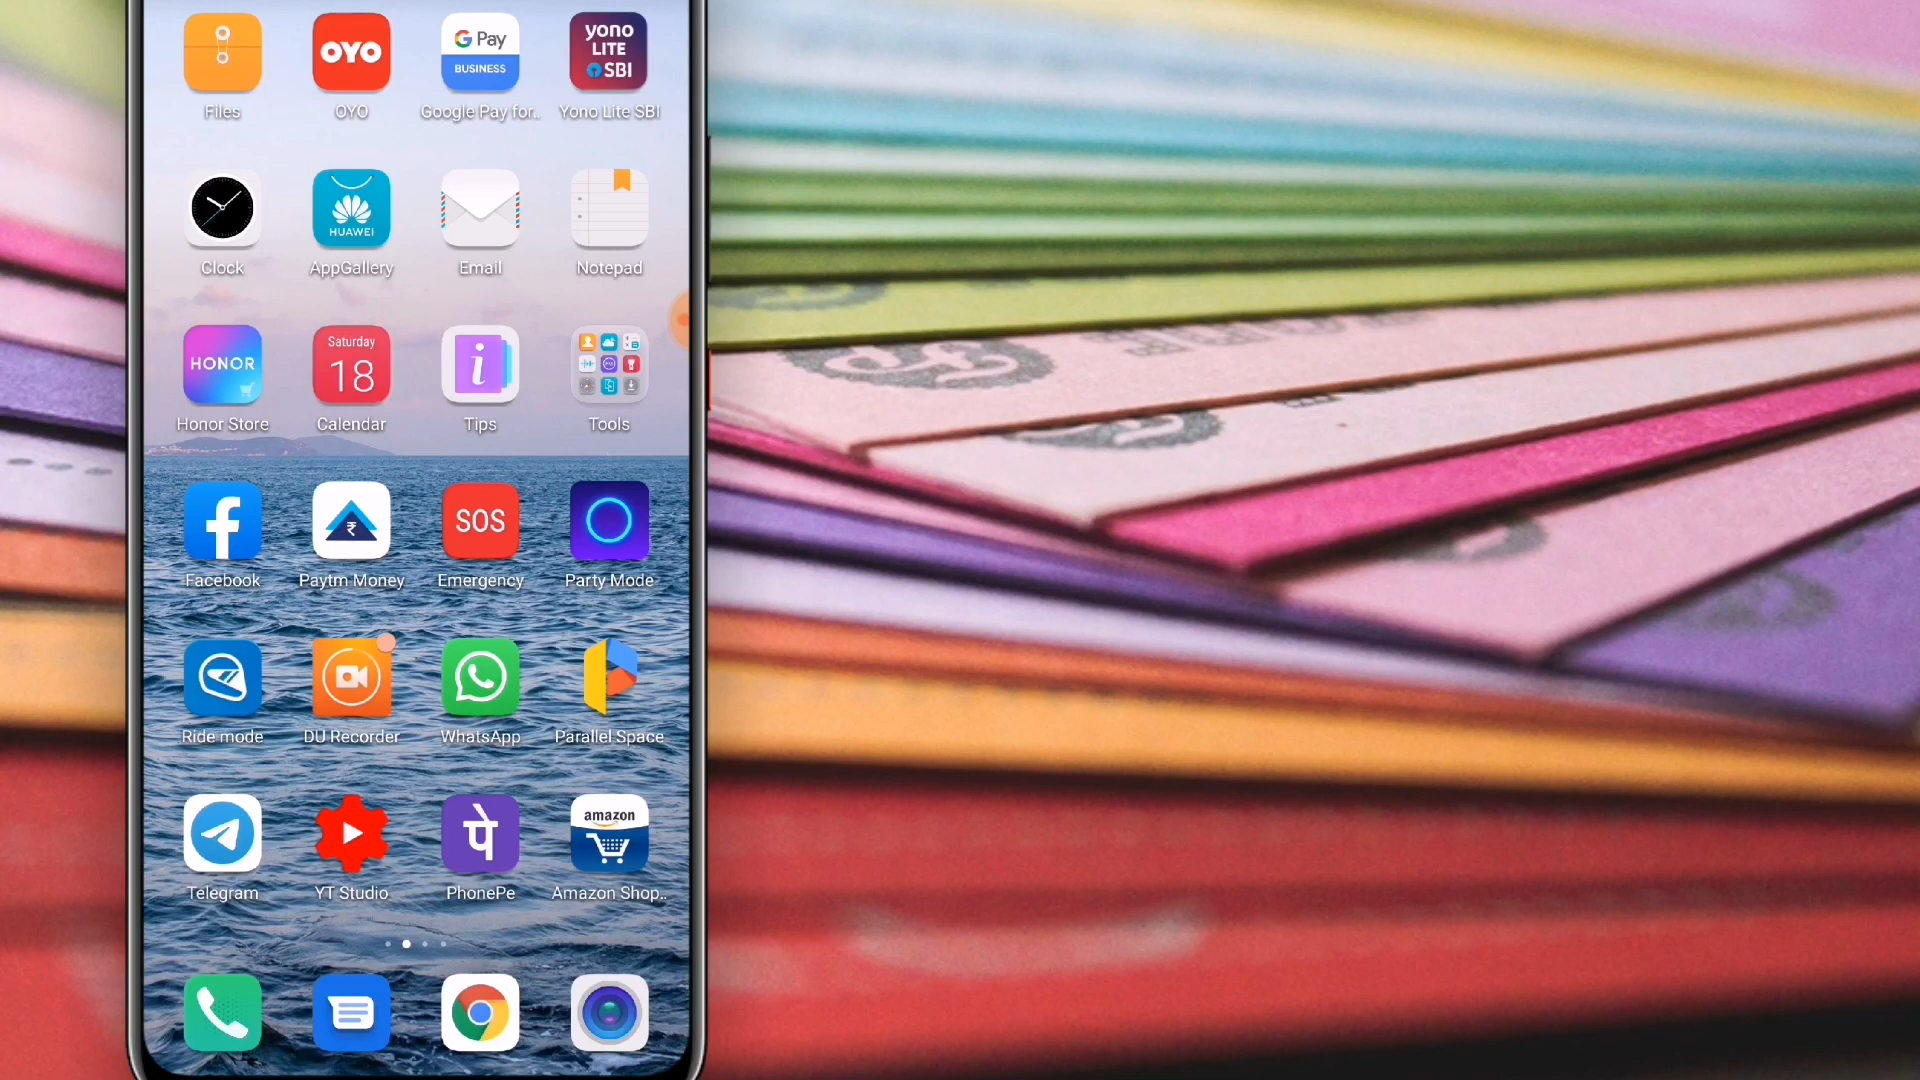 OYO
G Pay
BUSINESS
yono
LITE
SBI
Files
OYO
Google Pay for..
Yono Lite SBI
HUAWEI
Clock
AppGallery
Email
Notepad
HONOR
Saturday
18
Honor Store
Calendar
Tips
Tools
₹
SOS
Facebook
Paytm Money
Emergency
Party Mode
Ride mode
DU Recorder
WhatsApp
Parallel Space
पे
amazon
Telegram
YT Studio
PhonePe
Amazon Shop..